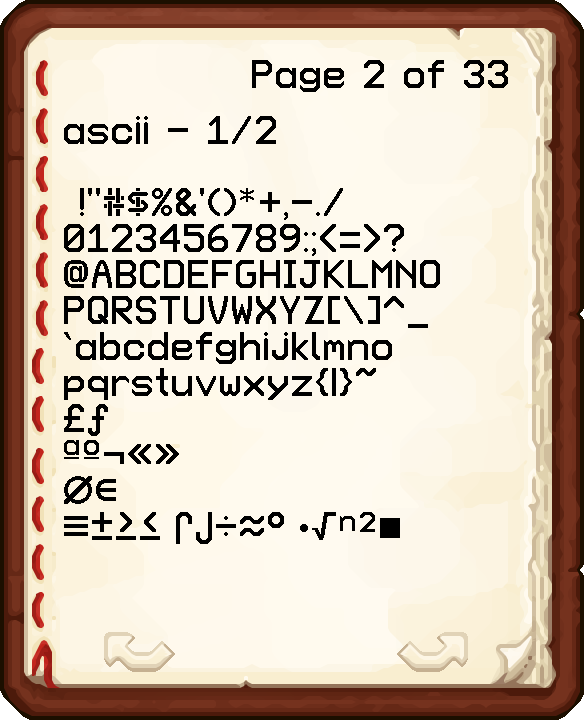 Page 2 of 33
ascii - 1/2
 !"#$%&'()*+,-./
0123456789:;<=>?
@ABCDEFGHIJKLMNO
PQRSTUVWXYZ[\]^_
`abcdefghijklmno
pqrstuvwxyz{|}~
£ƒ
ªº¬«»
∅∈
≡±≥≤⌠⌡÷≈°∙√ⁿ²■